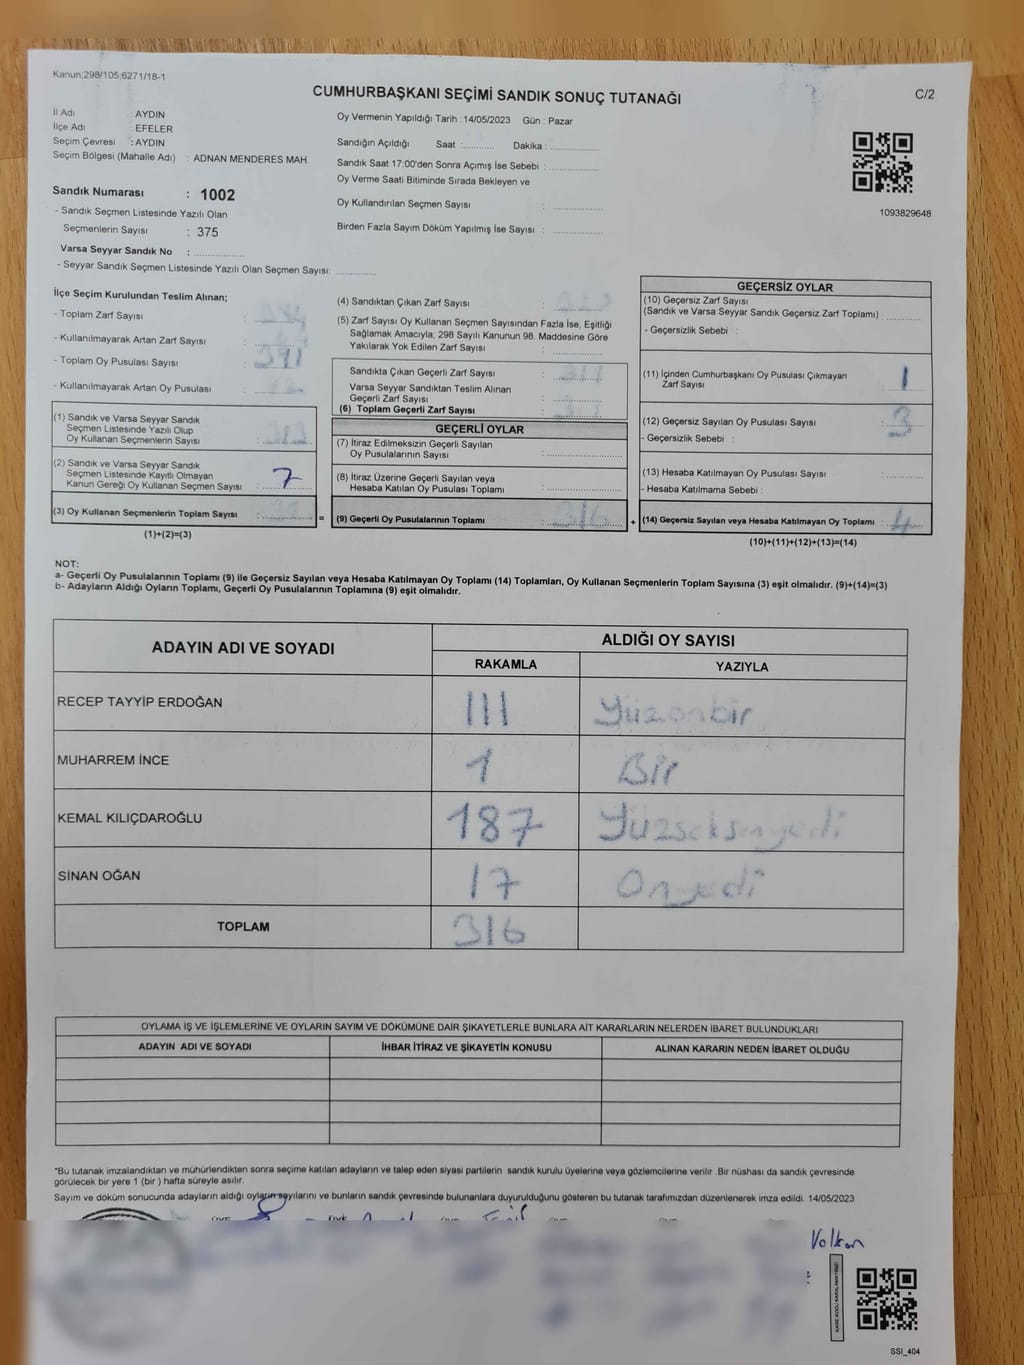 Kanun:298/105;6271/18-1
CUMHURBAŞKANI SEÇİMİ SANDIK SONUÇ TUTANAĞI
C/2
İl Adı : AYDIN
İlçe Adı : EFELER
Seçim Çevresi : AYDIN
Seçim Bölgesi (Mahalle Adı) : ADNAN MENDERES MAH.
Sandık Numarası : 1002
- Sandık Seçmen Listesinde Yazılı Olan
Seçmenlerin Sayısı : 375
Varsa Seyyar Sandık No :
- Seyyar Sandık Seçmen Listesinde Yazılı Olan Seçmen Sayısı:
Oy Vermenin Yapıldığı Tarih : 14/05/2023 Gün : Pazar
Sandığın Açıldığı Saat : Dakika :
Sandık Saat 17:00'den Sonra Açımış İse Sebebi :
Oy Verme Saati Bitiminde Sırada Bekleyen ve
Oy Kullandırılan Seçmen Sayısı :
Birden Fazla Sayım Döküm Yapılmış İse Sayısı :
1093829648
İlçe Seçim Kurulundan Teslim Alınan;
- Toplam Zarf Sayısı :
- Kullanılmayarak Artan Zarf Sayısı :
- Toplam Oy Pusulası Sayısı : 391
- Kullanılmayarak Artan Oy Pusulası :
(1) Sandık ve Varsa Seyyar Sandık
Seçmen Listesinde Yazılı Olup
Oy Kullanan Seçmenlerin Sayısı : 313
(2) Sandık ve Varsa Seyyar Sandık
Seçmen Listesinde Kayıtlı Olmayan
Kanun Gereği Oy Kullanan Seçmen Sayısı : 7
(3) Oy Kullanan Seçmenlerin Toplam Sayısı :
(1)+(2)=(3)
(4) Sandıktan Çıkan Zarf Sayısı :
(5) Zarf Sayısı Oy Kullanan Seçmen Sayısından Fazla İse, Eşitliği
Sağlamak Amacıyla; 298 Sayılı Kanunun 98. Maddesine Göre
Yakılarak Yok Edilen Zarf Sayısı :
Sandıkta Çıkan Geçerli Zarf Sayısı :
Varsa Seyyar Sandıktan Teslim Alınan
Geçerli Zarf Sayısı :
(6) Toplam Geçerli Zarf Sayısı :
GEÇERLİ OYLAR
(7) İtiraz Edilmeksizin Geçerli Sayılan
Oy Pusulalarının Sayısı :
(8) İtiraz Üzerine Geçerli Sayılan veya
Hesaba Katılan Oy Pusulası Toplamı :
= (9) Geçerli Oy Pusulalarının Toplamı : 316 +
GEÇERSİZ OYLAR
(10) Geçersiz Zarf Sayısı
(Sandık ve Varsa Seyyar Sandık Geçersiz Zarf Toplamı) :
- Geçersizlik Sebebi :
(11) İçinden Cumhurbaşkanı Oy Pusulası Çıkmayan
Zarf Sayısı : 1
(12) Geçersiz Sayılan Oy Pusulası Sayısı : 3
- Geçersizlik Sebebi :
(13) Hesaba Katılmayan Oy Pusulası Sayısı :
- Hesaba Katılmama Sebebi :
(14) Geçersiz Sayılan veya Hesaba Katılmayan Oy Toplamı : 4
(10)+(11)+(12)+(13)=(14)
NOT:
a- Geçerli Oy Pusulalarının Toplamı (9) ile Geçersiz Sayılan veya Hesaba Katılmayan Oy Toplamı (14) Toplamları, Oy Kullanan Seçmenlerin Toplam Sayısına (3) eşit olmalıdır. (9)+(14)=(3)
b- Adayların Aldığı Oyların Toplamı, Geçerli Oy Pusulalarının Toplamına (9) eşit olmalıdır.
ADAYIN ADI VE SOYADI
ALDIĞI OY SAYISI
RAKAMLA YAZIYLA
RECEP TAYYİP ERDOĞAN 111 Yüzonbir
MUHARREM İNCE 1 Bir
KEMAL KILIÇDAROĞLU 187 Yüzseksenyedi
SİNAN OĞAN 17 Onyedi
TOPLAM 316
OYLAMA İŞ VE İŞLEMLERİNE VE OYLARIN SAYIM VE DÖKÜMÜNE DAİR ŞİKAYETLERLE BUNLARA AİT KARARLARIN NELERDEN İBARET BULUNDUKLARI
ADAYIN ADI VE SOYADI İHBAR İTİRAZ VE ŞİKAYETİN KONUSU ALINAN KARARIN NEDEN İBARET OLDUĞU
*Bu tutanak imzalandıktan ve mühürlendikten sonra seçime katılan adayların ve talep eden siyasi partilerin sandık kurulu üyelerine veya gözlemcilerine verilir. Bir nüshası da sandık çevresinde
görülecek bir yere 1 (bir ) hafta süreyle asılır.
Sayım ve döküm sonucunda adayların aldığı oyların sayılarını ve bunların sandık çevresinde bulunanlara duyurulduğunu gösteren bu tutanak tarafımızdan düzenlenerek imza edildi. 14/05/2023
Volkan
KARE KODU KARALAMAYINIZ!
SSI_404